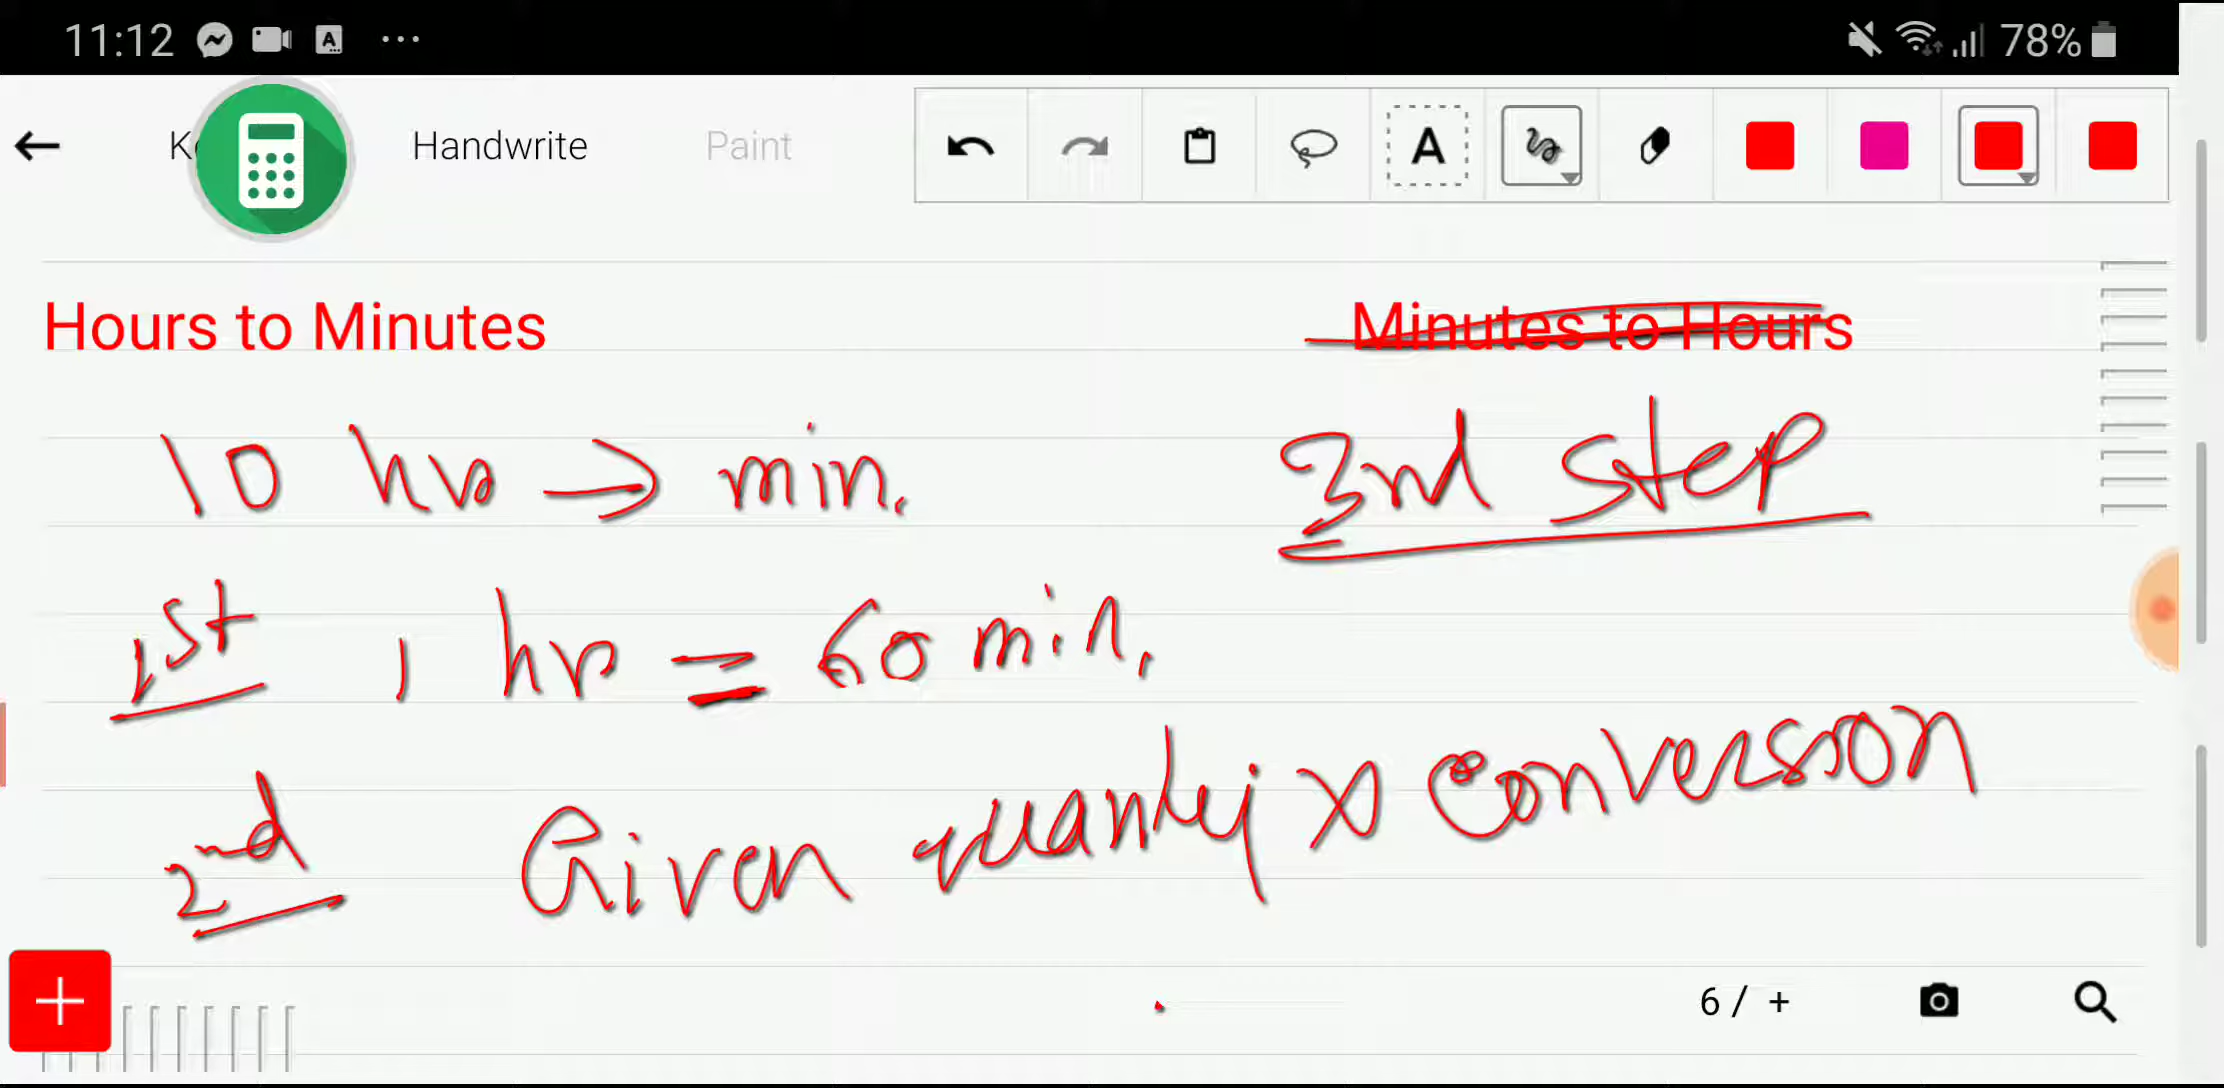 11:12 A ... 78%
Handwrite Paint A
Hours to Minutes Minutes to Hours
10 hrs → min. 3rd step
1st 1 hrs = 60 min.
2nd Given quantity × conversion
6 / +